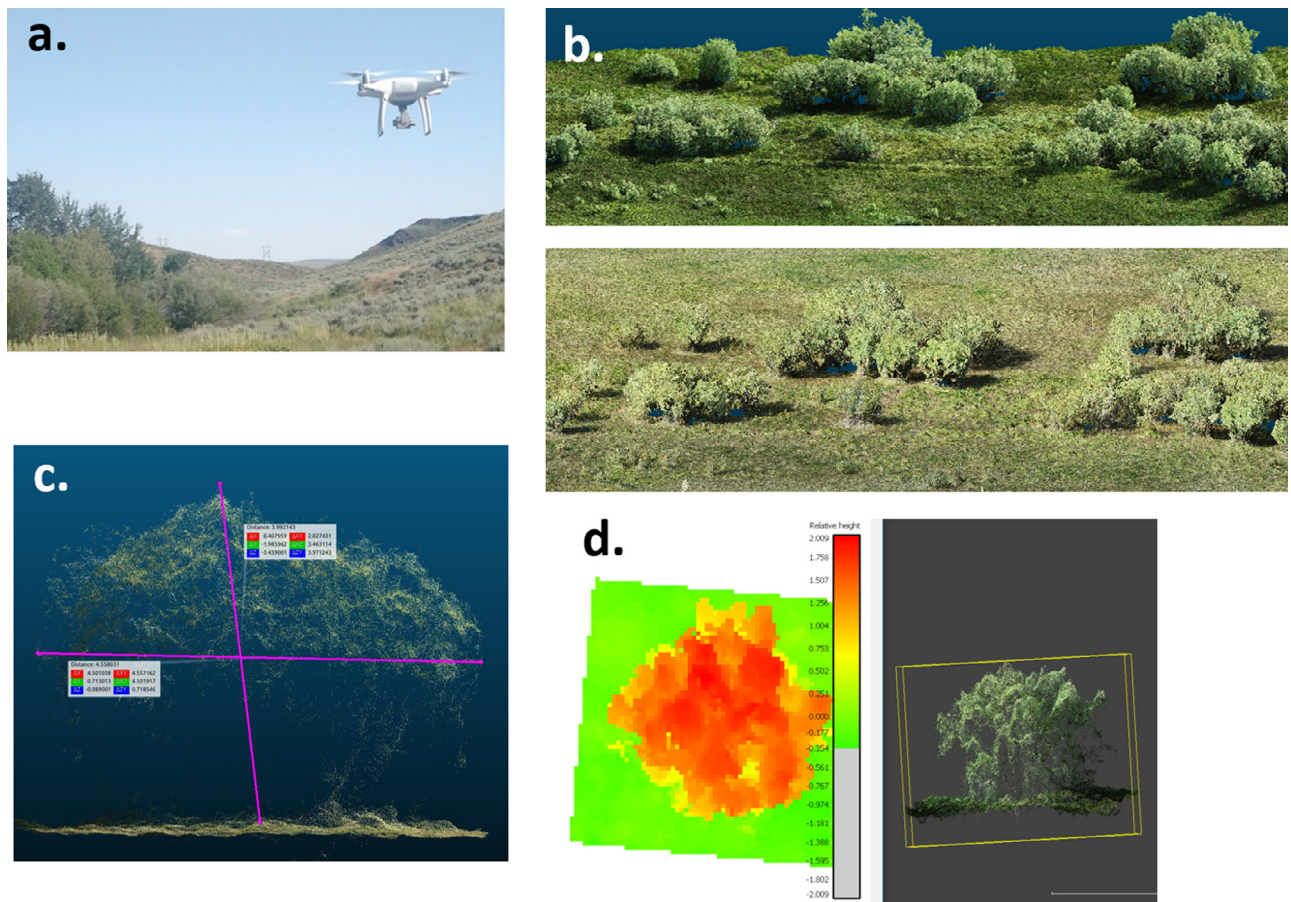 a.
b.
c.
Distance: 3.992143
ΔX 0.407959 ΔXY 2.027431
ΔY -1.985962 ΔXZ 3.463114
ΔZ -3.439001 ΔZY 3.971243
Distance: 4.558031
ΔX 4.501038 ΔXY 4.557162
ΔY 0.713013 ΔXZ 4.501917
ΔZ -0.089001 ΔZY 0.718546
d.
Relative height
2.009
1.758
1.507
1.256
1.004
0.753
0.502
0.251
0.000
-0.177
-0.354
-0.561
-0.767
-0.974
-1.181
-1.388
-1.595
-1.802
-2.009